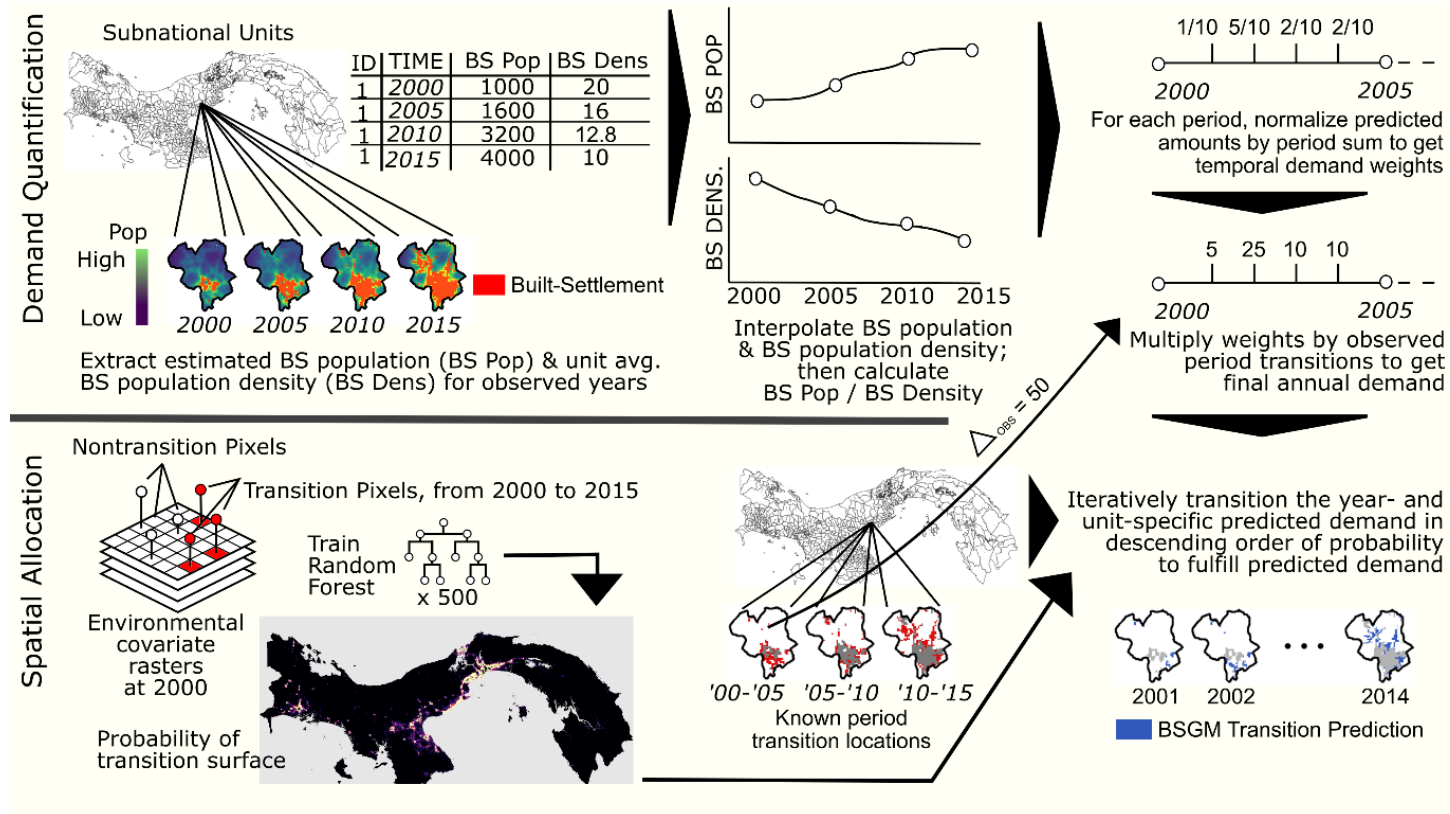 Demand Quantification
Subnational Units
ID TIME BS Pop BS Dens
1 2000 1000 20
1 2005 1600 16
1 2010 3200 12.8
1 2015 4000 10
Pop
High
Low
2000 2005 2010 2015
Built-Settlement
Extract estimated BS population (BS Pop) & unit avg.
BS population density (BS Dens) for observed years
BS POP
BS DENS.
2000 2005 2010 2015
Interpolate BS population
& BS population density;
then calculate
BS Pop / BS Density
1/10 5/10 2/10 2/10
2000 2005
For each period, normalize predicted
amounts by period sum to get
temporal demand weights
5 25 10 10
2000 2005
Multiply weights by observed
period transitions to get
final annual demand
Spatial Allocation
Nontransition Pixels
Transition Pixels, from 2000 to 2015
Train
Random
Forest
x 500
Environmental
covariate
rasters
at 2000
Probability of
transition surface
△ OBS = 50
'00-'05 '05-'10 '10-'15
Known period
transition locations
Iteratively transition the year- and
unit-specific predicted demand in
descending order of probability
to fulfill predicted demand
2001 2002 ••• 2014
BSGM Transition Prediction